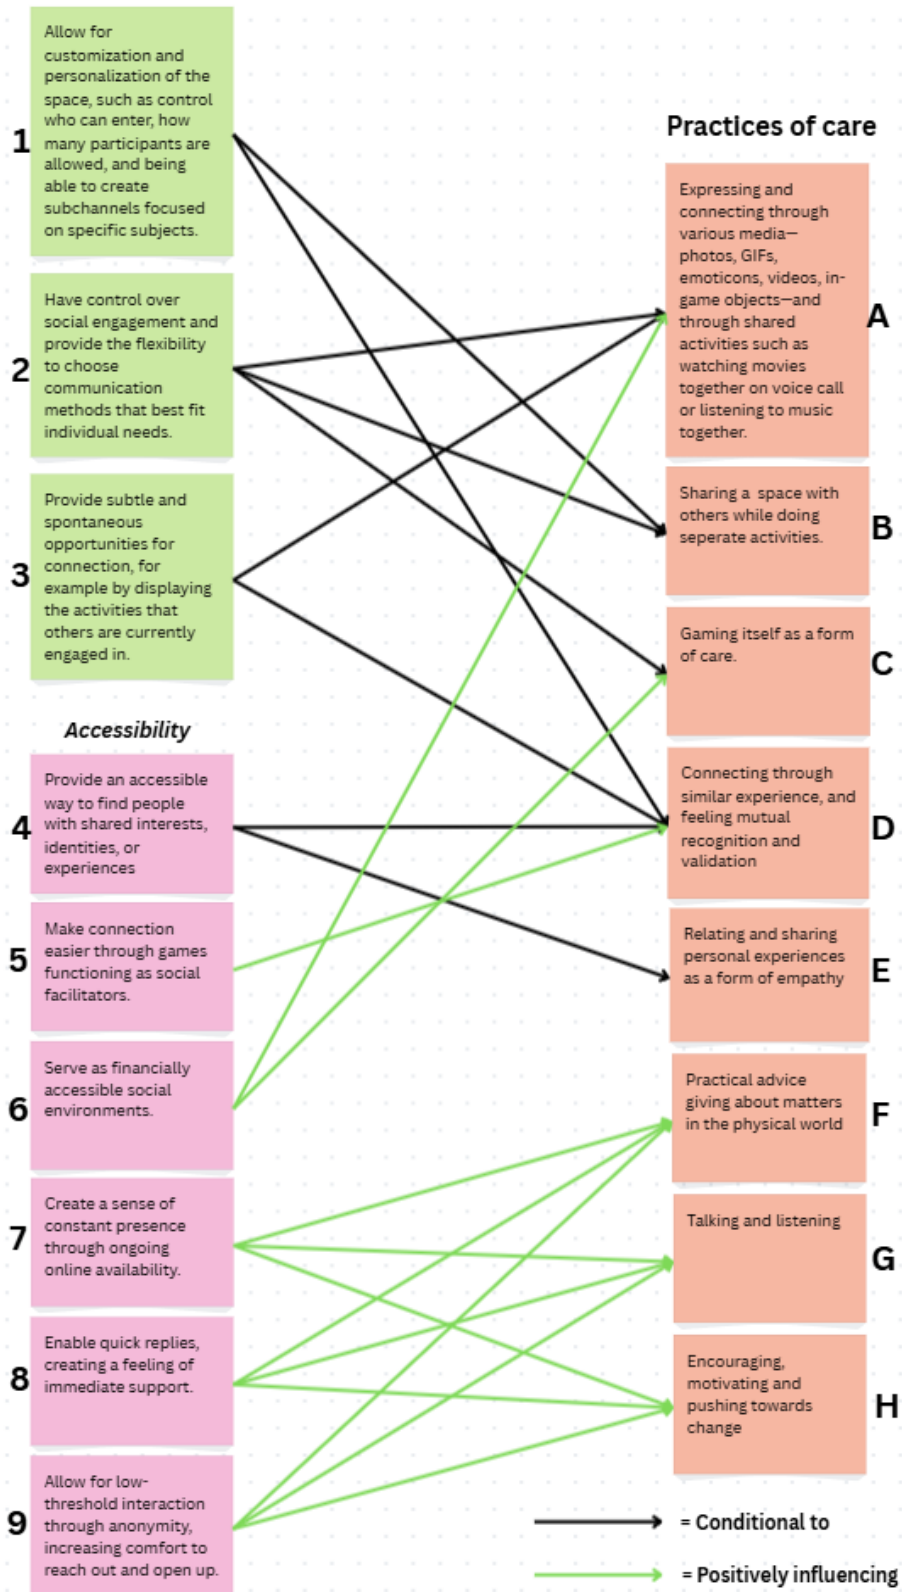 1
Allow for
customization and
personalization of the
space, such as control
who can enter, how
many participants are
allowed, and being
able to create
subchannels focused
on specific subjects.
2
Have control over
social engagement and
provide the flexibility
to choose
communication
methods that best fit
individual needs.
3
Provide subtle and
spontaneous
opportunities for
connection, for
example by displaying
the activities that
others are currently
engaged in.
Accessibility
4
Provide an accessible
way to find people
with shared interests,
identities, or
experiences
5
Make connection
easier through games
functioning as social
facilitators.
6
Serve as financially
accessible social
environments.
7
Create a sense of
constant presence
through ongoing
online availability.
8
Enable quick replies,
creating a feeling of
immediate support.
9
Allow for low-
threshold interaction
through anonymity,
increasing comfort to
reach out and open up.
Practices of care
Expressing and
connecting through
various media—
photos, GIFs,
emoticons, videos, in-
game objects—and
through shared
activities such as
watching movies
together on voice call
or listening to music
together.
A
Sharing a space with
others while doing
seperate activities.
B
Gaming itself as a form
of care.
C
Connecting through
similar experience, and
feeling mutual
recognition and
validation
D
Relating and sharing
personal experiences
as a form of empathy
E
Practical advice
giving about matters
in the physical world
F
Talking and listening
G
Encouraging,
motivating and
pushing towards
change
H
= Conditional to
= Positively influencing